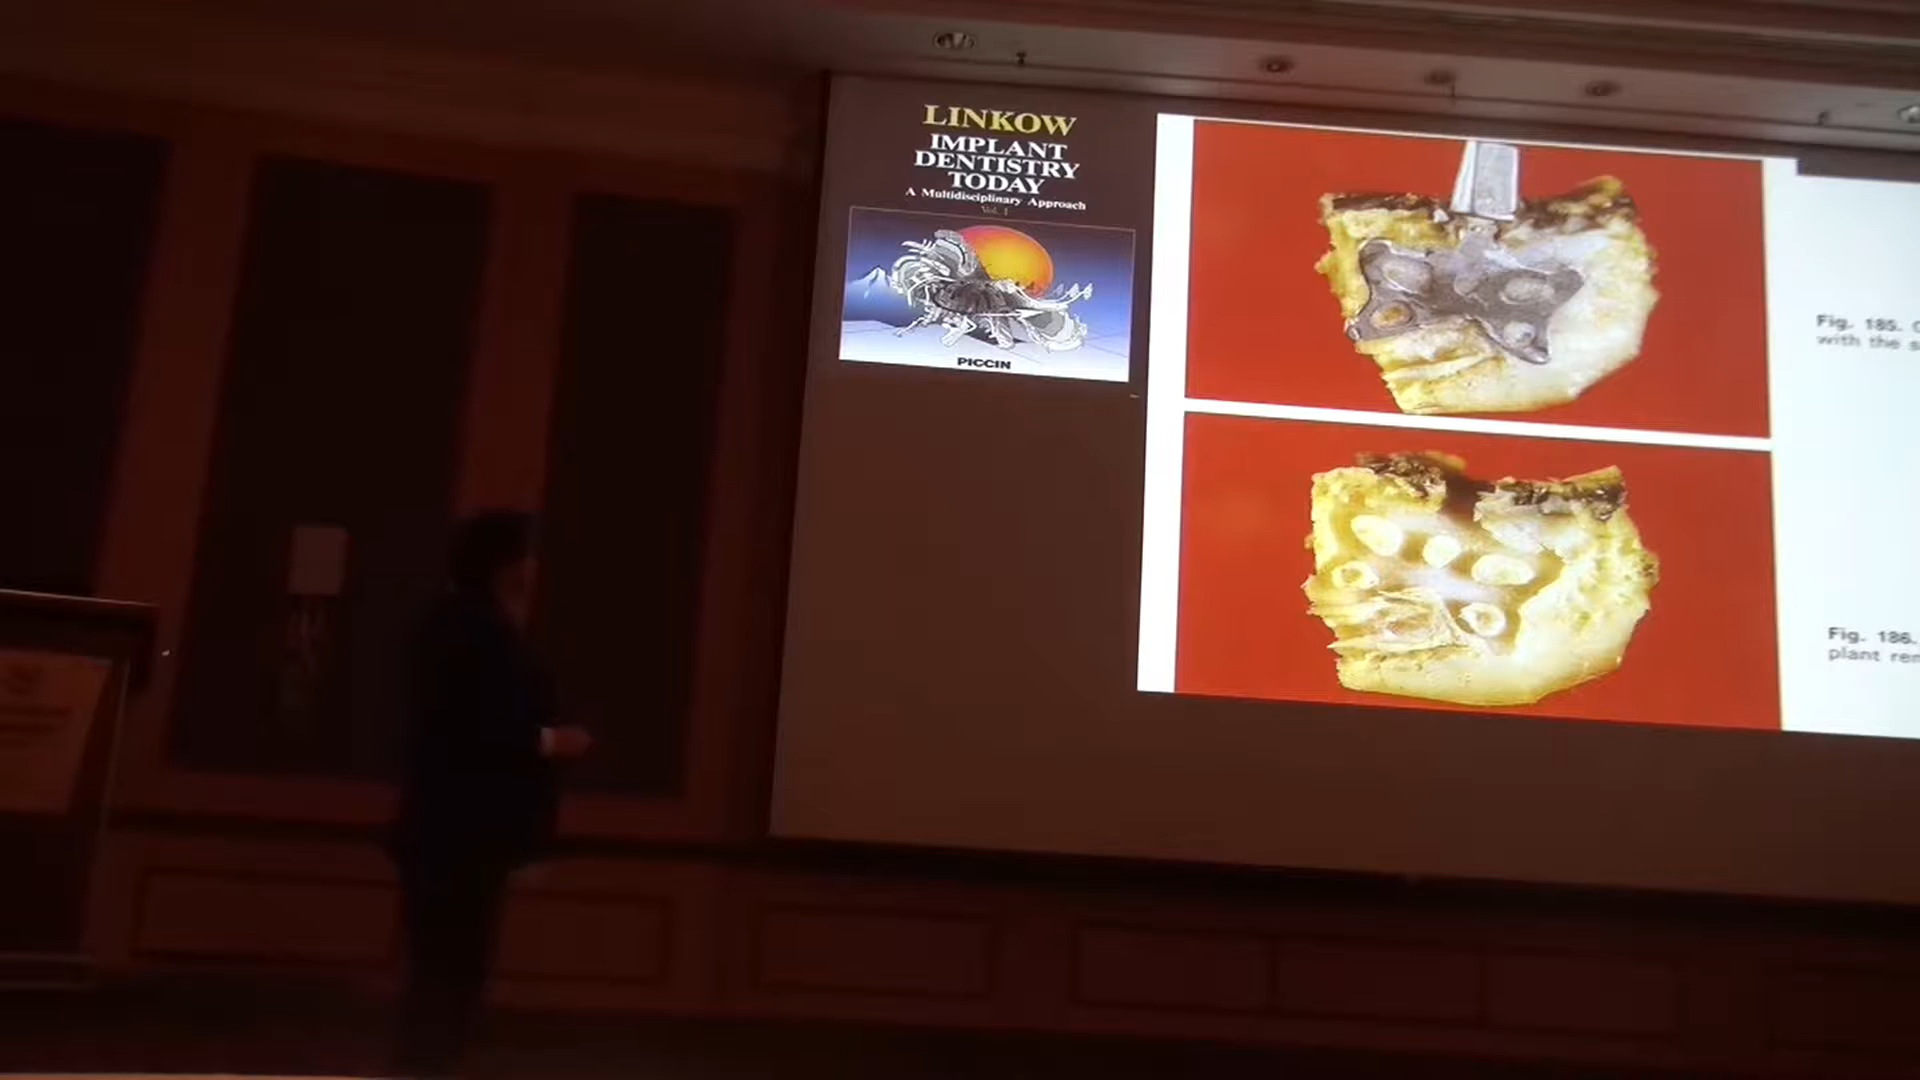 LINKOW
IMPLANT
DENTISTRY
TODAY
A Multidisciplinary Approach
Vol. I
PICCIN
Fig. 185.
with the
Fig. 186.
plant